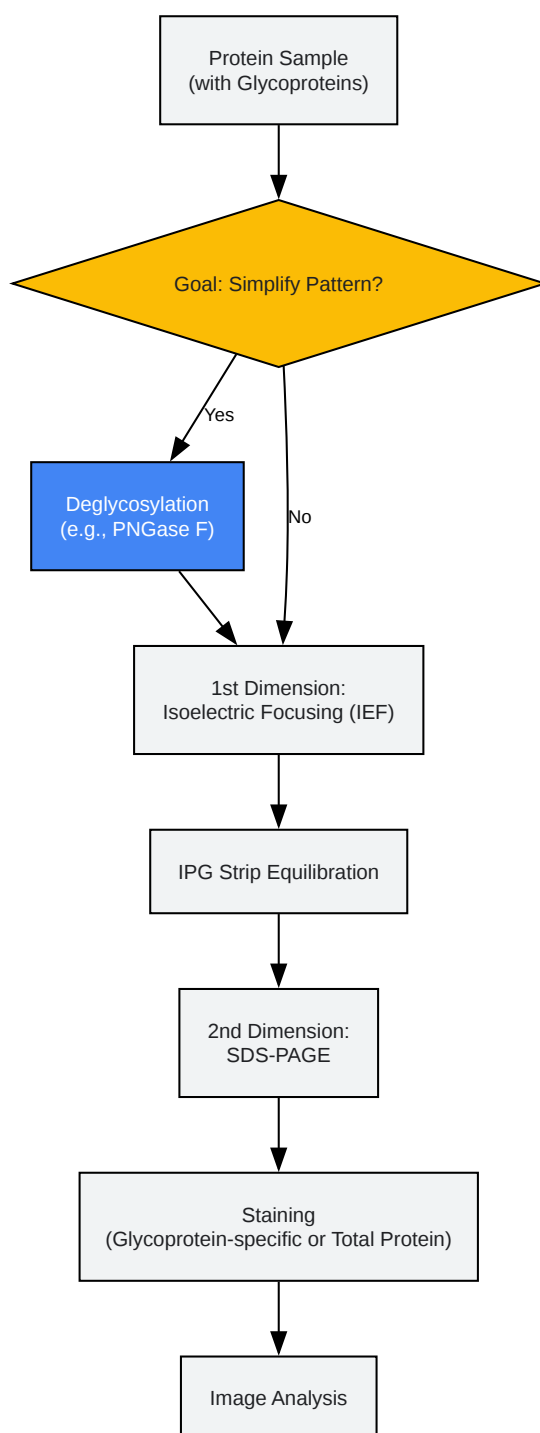 Protein Sample
(with Glycoproteins)
Goal: Simplify Pattern?
Yes
Deglycosylation
(e.g., PNGase F)
No
1st Dimension:
Isoelectric Focusing (IEF)
IPG Strip Equilibration
2nd Dimension:
SDS-PAGE
Staining
(Glycoprotein-specific or Total Protein)
Image Analysis